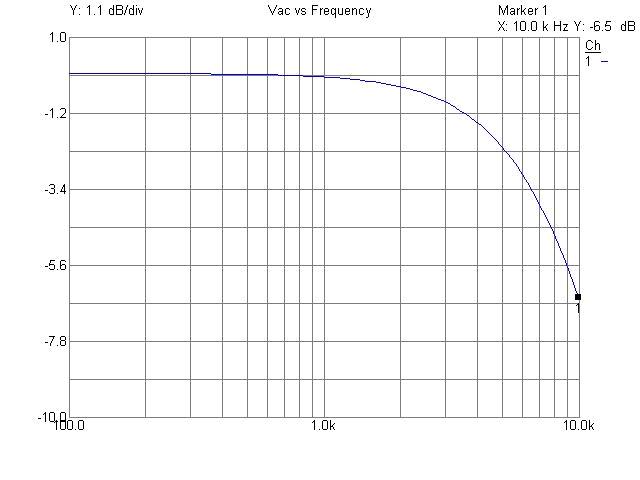 Y: 1.1 dB/div Vac vs Frequency Marker 1
X: 10.0 k Hz Y: -6.5 dB
1.0
Ch
1 –
-1.2
-3.4
-5.6
1
-7.8
-10.0
100.0 1.0k 10.0k